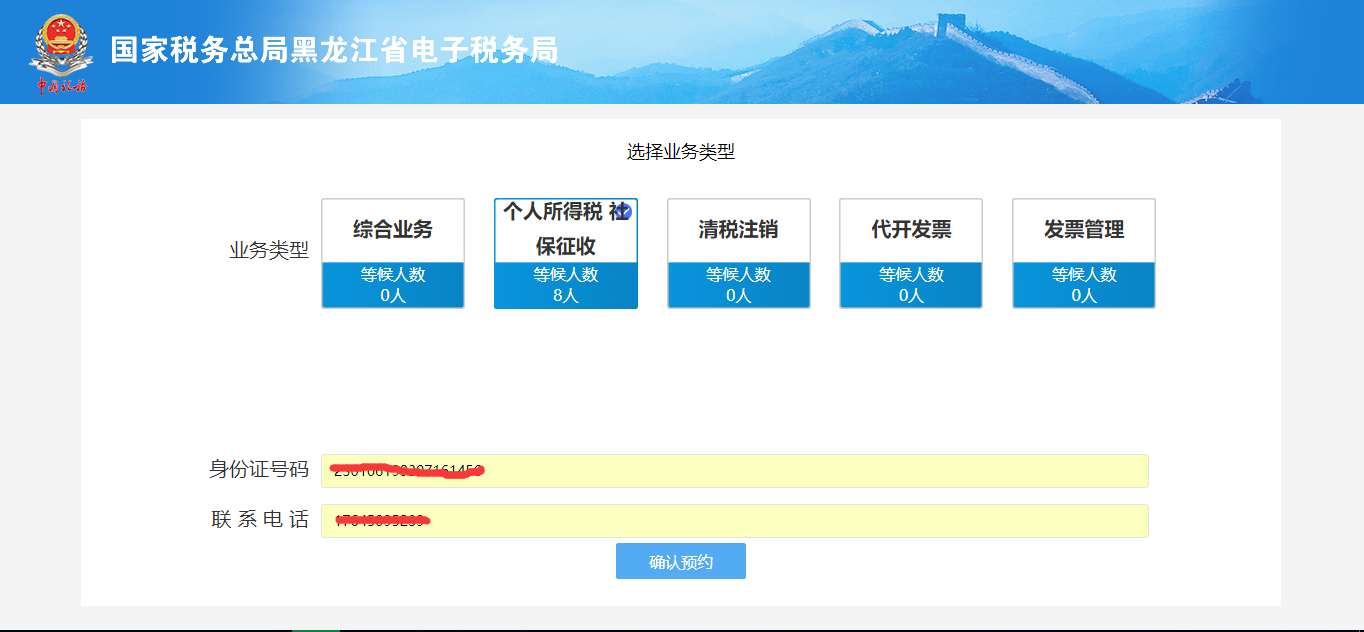 国家税务总局黑龙江省电子税务局
中国税务
选择业务类型
业务类型
综合业务
等候人数
0人
个人所得税 社
保征收
等候人数
8人
清税注销
等候人数
0人
代开发票
等候人数
0人
发票管理
等候人数
0人
身份证号码
联系电话
确认预约